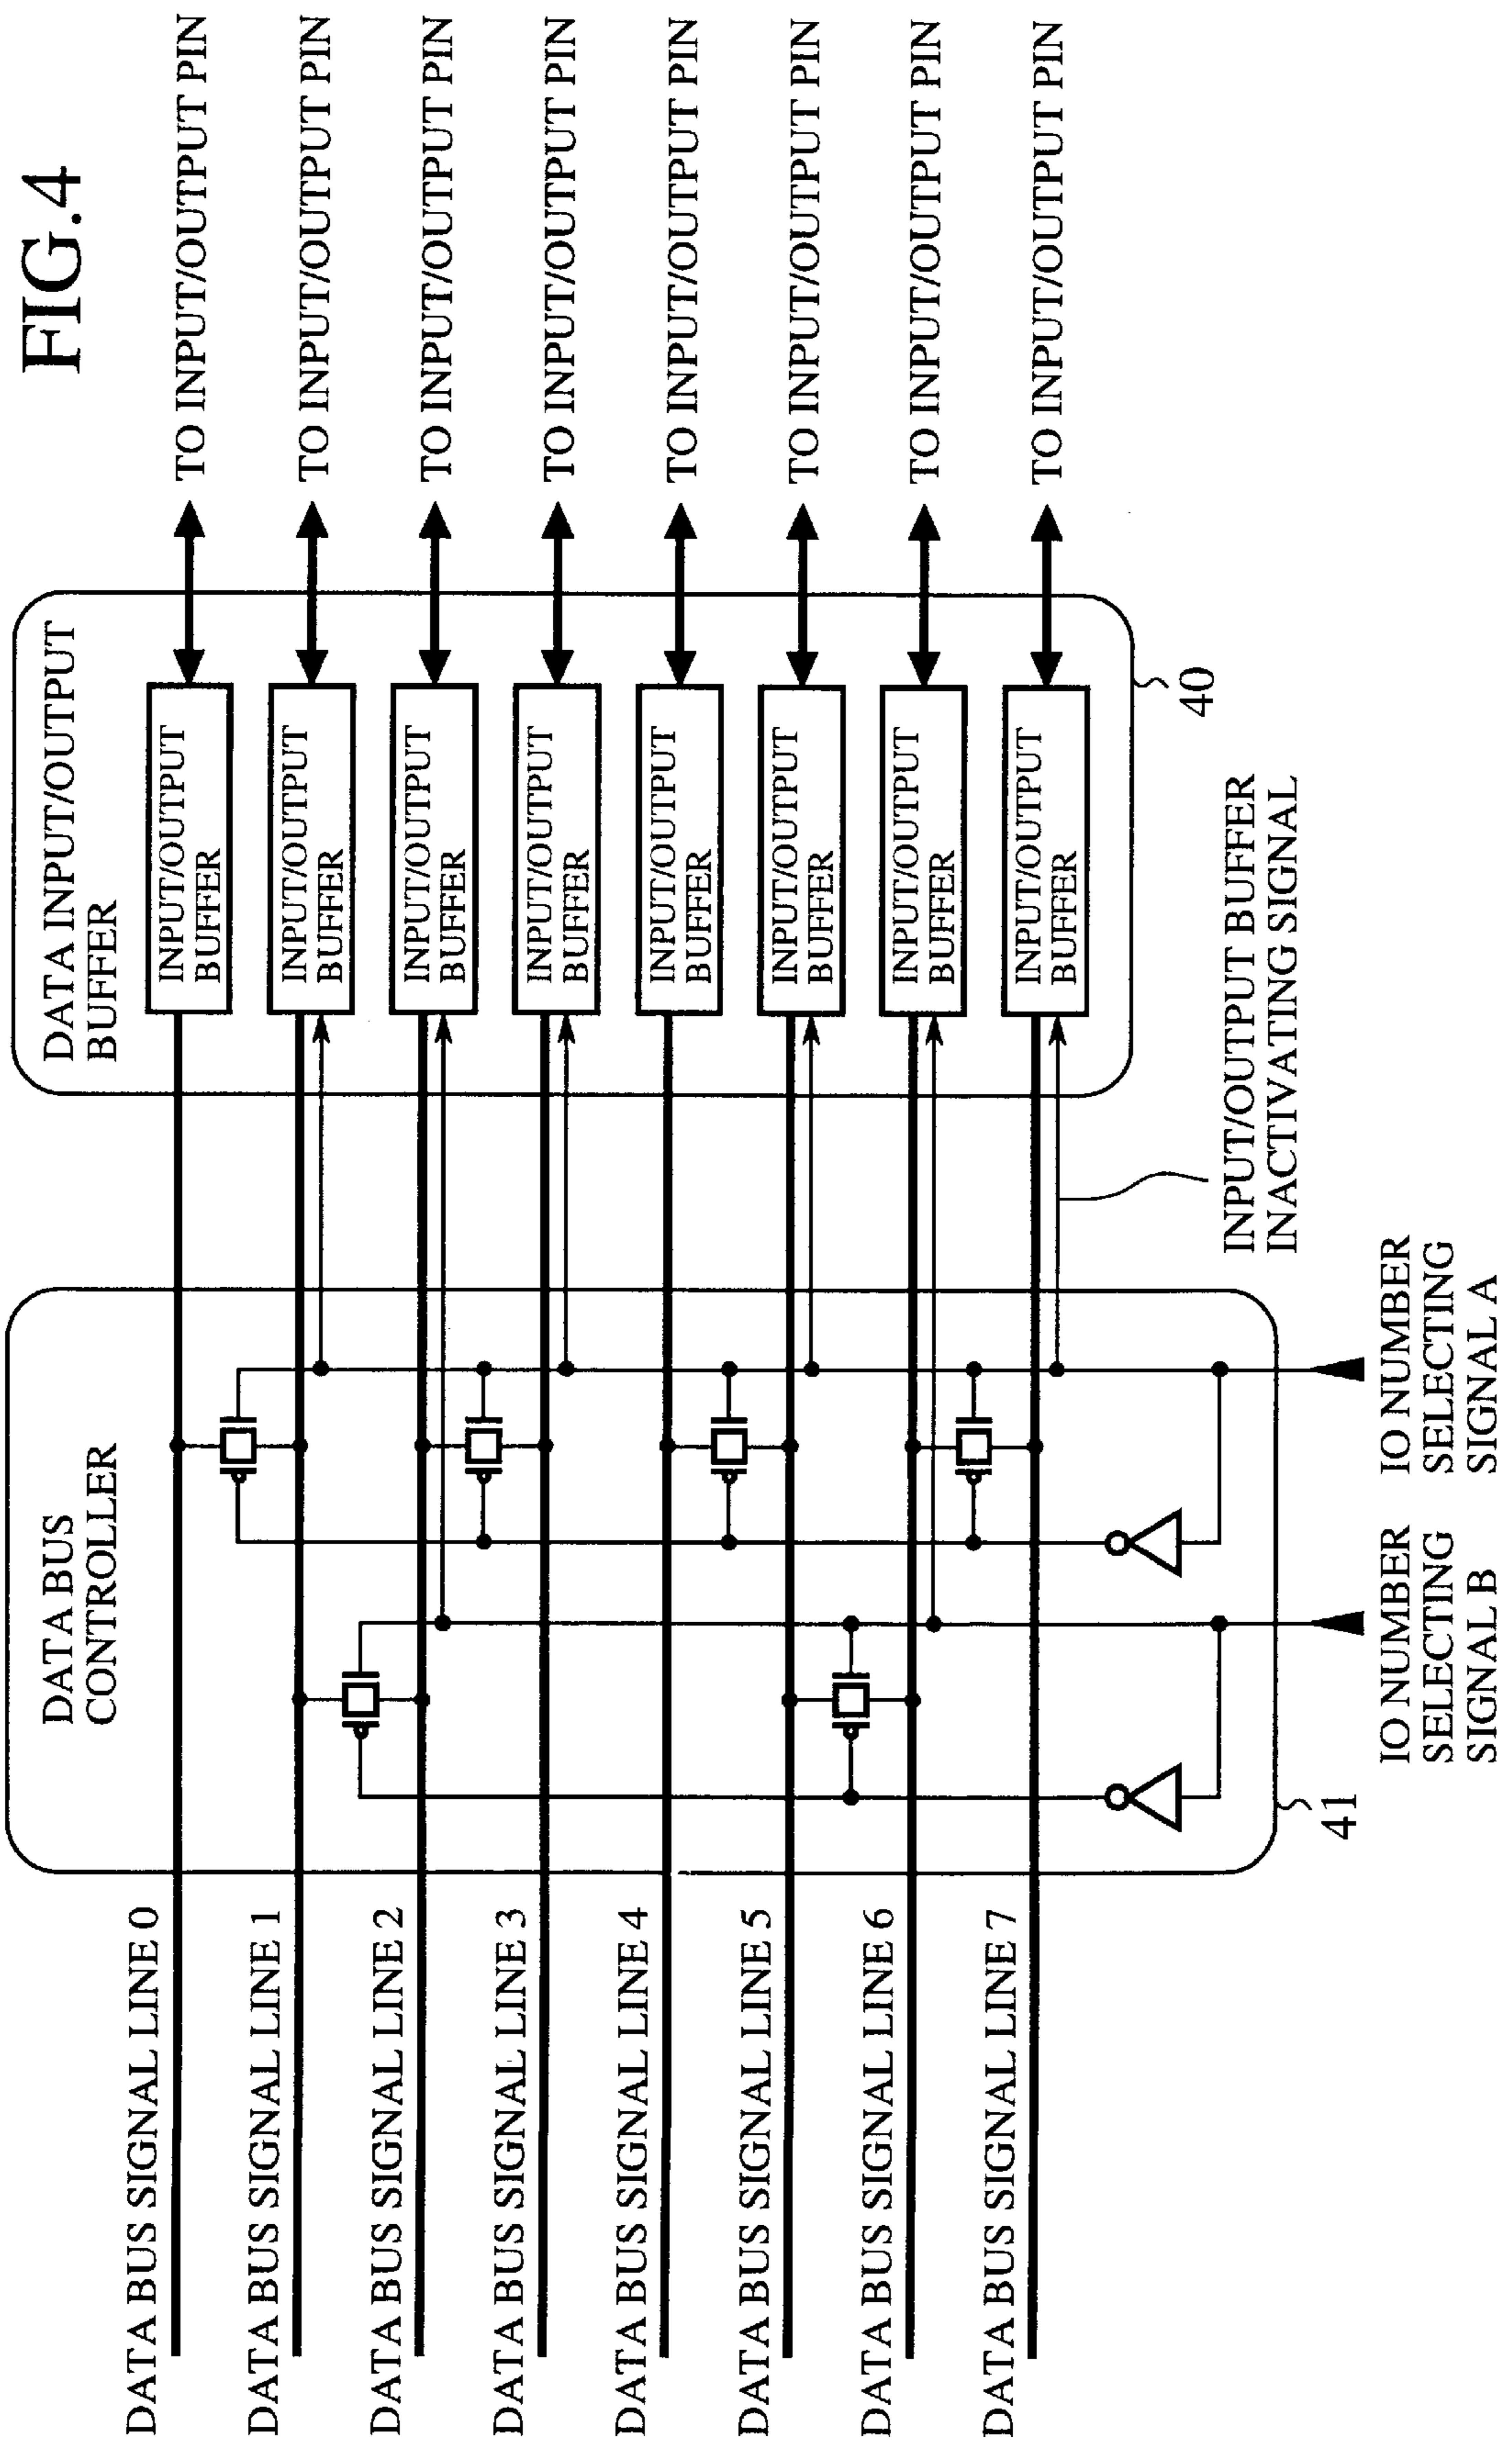 FIG.4
DATA BUS
CONTROLLER
DATA INPUT/OUTPUT
BUFFER
DATA BUS SIGNAL LINE 0
INPUT/OUTPUT
BUFFER
TO INPUT/OUTPUT PIN
DATA BUS SIGNAL LINE 1
INPUT/OUTPUT
BUFFER
TO INPUT/OUTPUT PIN
DATA BUS SIGNAL LINE 2
INPUT/OUTPUT
BUFFER
TO INPUT/OUTPUT PIN
DATA BUS SIGNAL LINE 3
INPUT/OUTPUT
BUFFER
TO INPUT/OUTPUT PIN
DATA BUS SIGNAL LINE 4
INPUT/OUTPUT
BUFFER
TO INPUT/OUTPUT PIN
DATA BUS SIGNAL LINE 5
INPUT/OUTPUT
BUFFER
TO INPUT/OUTPUT PIN
DATA BUS SIGNAL LINE 6
INPUT/OUTPUT
BUFFER
TO INPUT/OUTPUT PIN
DATA BUS SIGNAL LINE 7
INPUT/OUTPUT
BUFFER
TO INPUT/OUTPUT PIN
40
INPUT/OUTPUT BUFFER
INACTIVATING SIGNAL
41
IO NUMBER
SELECTING
SIGNAL B
IO NUMBER
SELECTING
SIGNAL A